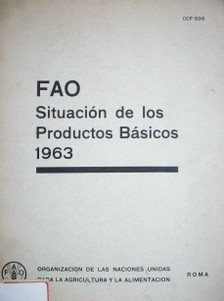 CCP 63/6
FAO
Situación de los
Productos Básicos
1963
FAO
ORGANIZACION DE LAS NACIONES UNIDAS
PARA LA AGRICULTURA Y LA ALIMENTACION
ROMA